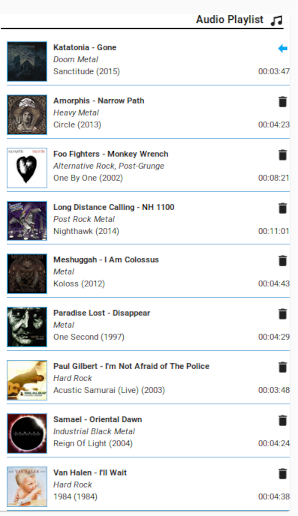 Audio Playlist
Katatonia - Gone
Doom Metal
Sanctitude (2015) 00:03:47
Amorphis - Narrow Path
Heavy Metal
Circle (2013) 00:04:23
Foo Fighters - Monkey Wrench
Alternative Rock, Post-Grunge
One By One (2002) 00:08:21
Long Distance Calling - NH 1100
Post Rock Metal
Nighthawk (2014) 00:11:01
Meshuggah - I Am Colossus
Metal
Koloss (2012) 00:04:43
Paradise Lost - Disappear
Metal
One Second (1997) 00:04:29
Paul Gilbert - I'm Not Afraid of The Police
Hard Rock
Acustic Samurai (Live) (2003) 00:03:48
Samael - Oriental Dawn
Industrial Black Metal
Reign Of Light (2004) 00:04:24
Van Halen - I'll Wait
Hard Rock
1984 (1984) 00:04:38